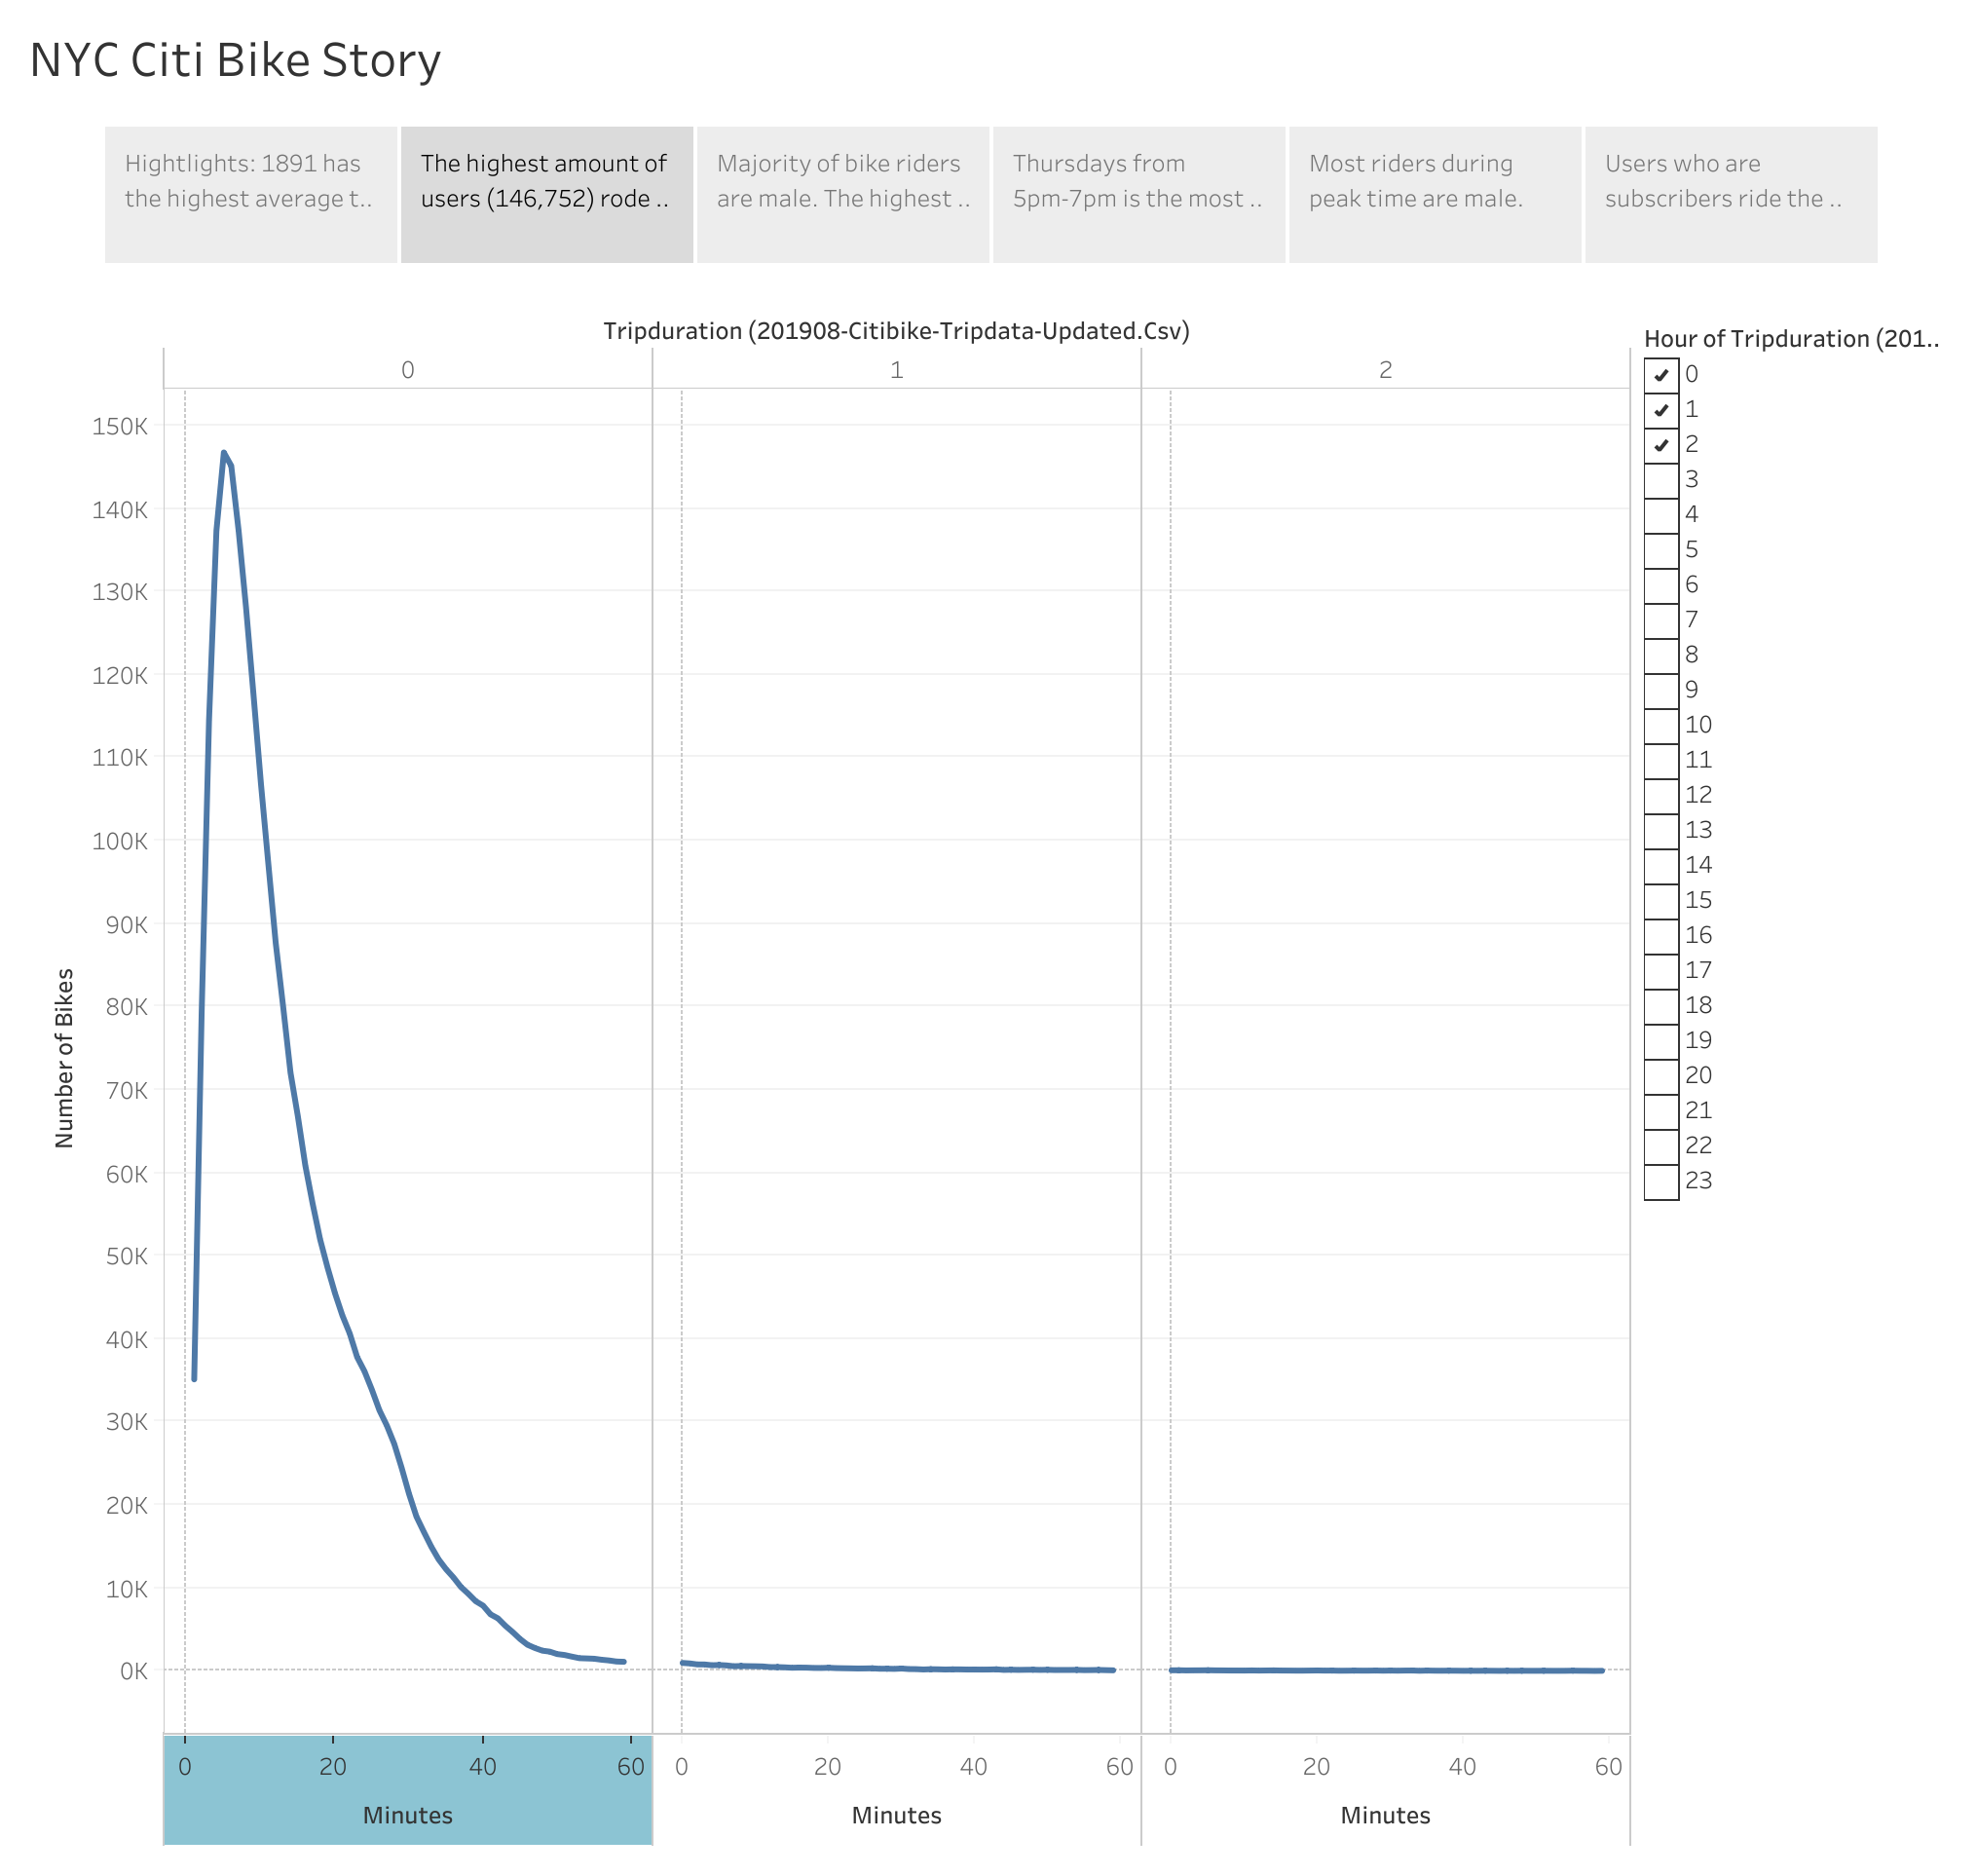 NYC Citi Bike Story
Hightlights: 1891 has
the highest average t..
The highest amount of
users (146,752) rode ..
Majority of bike riders
are male. The highest ..
Thursdays from
5pm-7pm is the most ..
Most riders during
peak time are male.
Users who are
subscribers ride the ..
Tripduration (201908-Citibike-Tripdata-Updated.Csv)
0 1 2
150K
140K
130K
120K
110K
100K
90K
80K
70K
60K
50K
40K
30K
20K
10K
0K
Number of Bikes
0 20 40 60 0 20 40 60 0 20 40 60
Minutes Minutes Minutes
Hour of Tripduration (201..
0
1
2
3
4
5
6
7
8
9
10
11
12
13
14
15
16
17
18
19
20
21
22
23